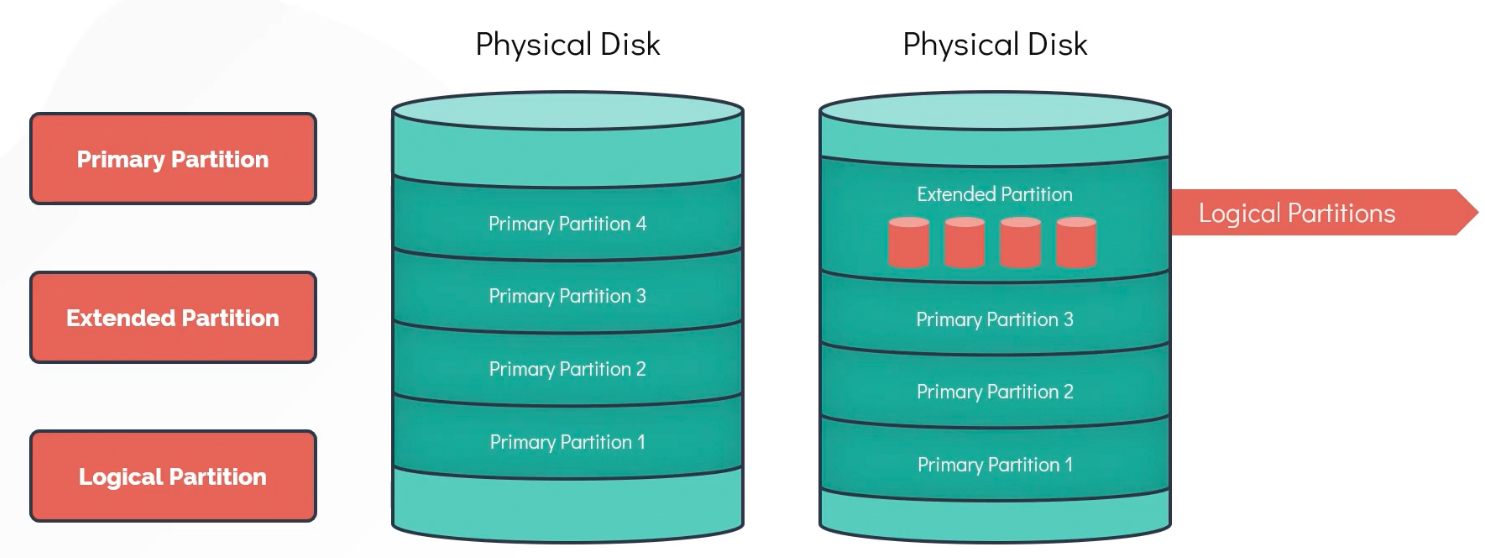 Physical Disk
Physical Disk
Primary Partition
Extended Partition
Logical Partition
Primary Partition 4
Primary Partition 3
Primary Partition 2
Primary Partition 1
Extended Partition
Logical Partitions
Primary Partition 3
Primary Partition 2
Primary Partition 1